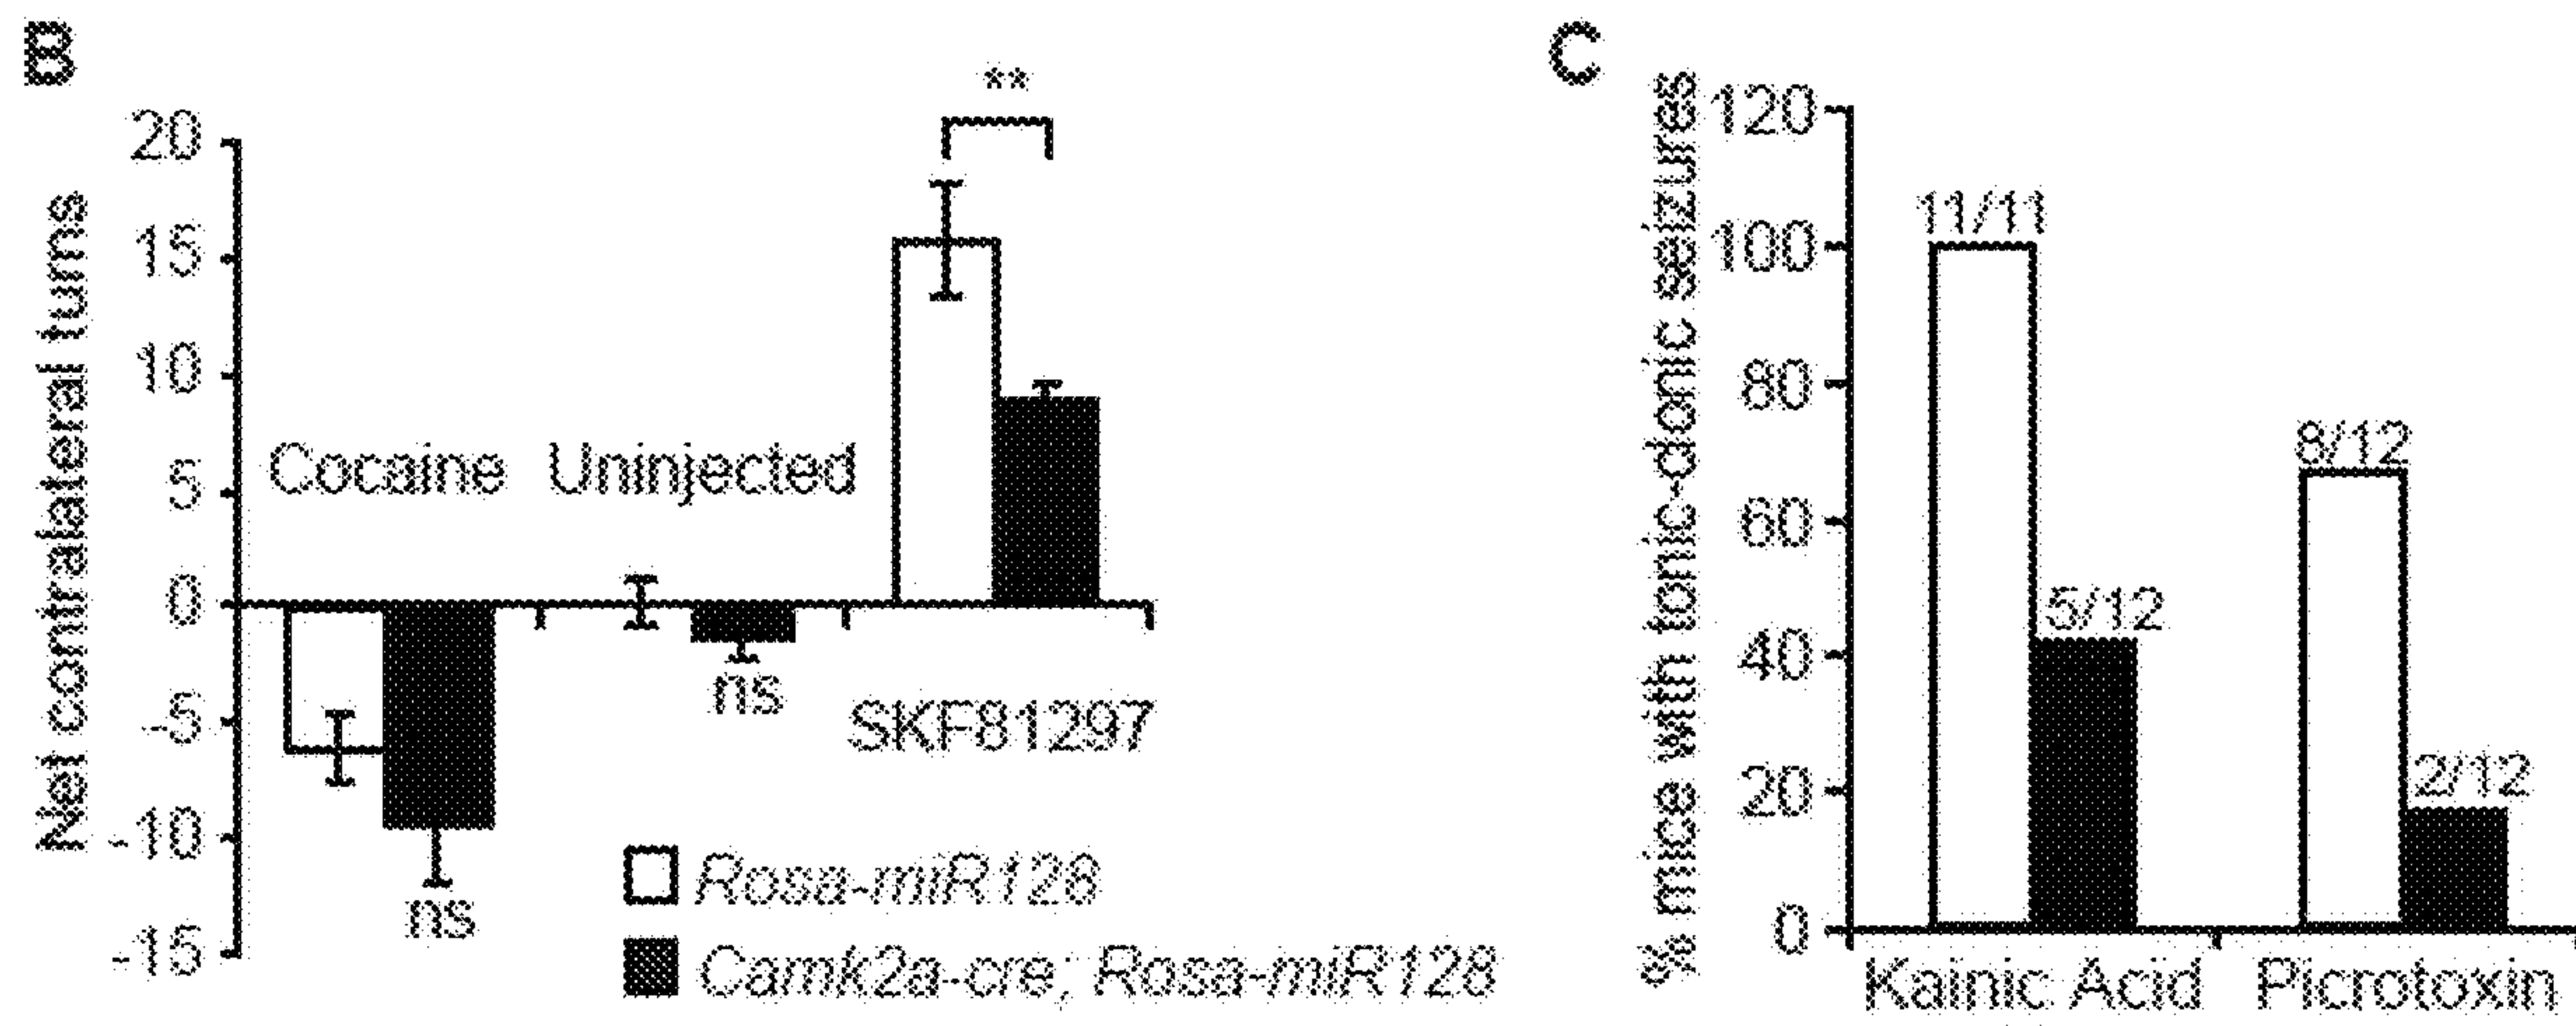 B
Net contralateral turns
20
15
10
5
0
-5
-10
-15
Cocaine
Uninjected
**
ns
ns
SKF81297
Rosa-miR128
Camk2a-cre; Rosa-miR128
C
% mice with tonic-clonic seizures
120
100
80
60
40
20
0
11/11
5/12
8/12
2/12
Kainic Acid
Picrotoxin